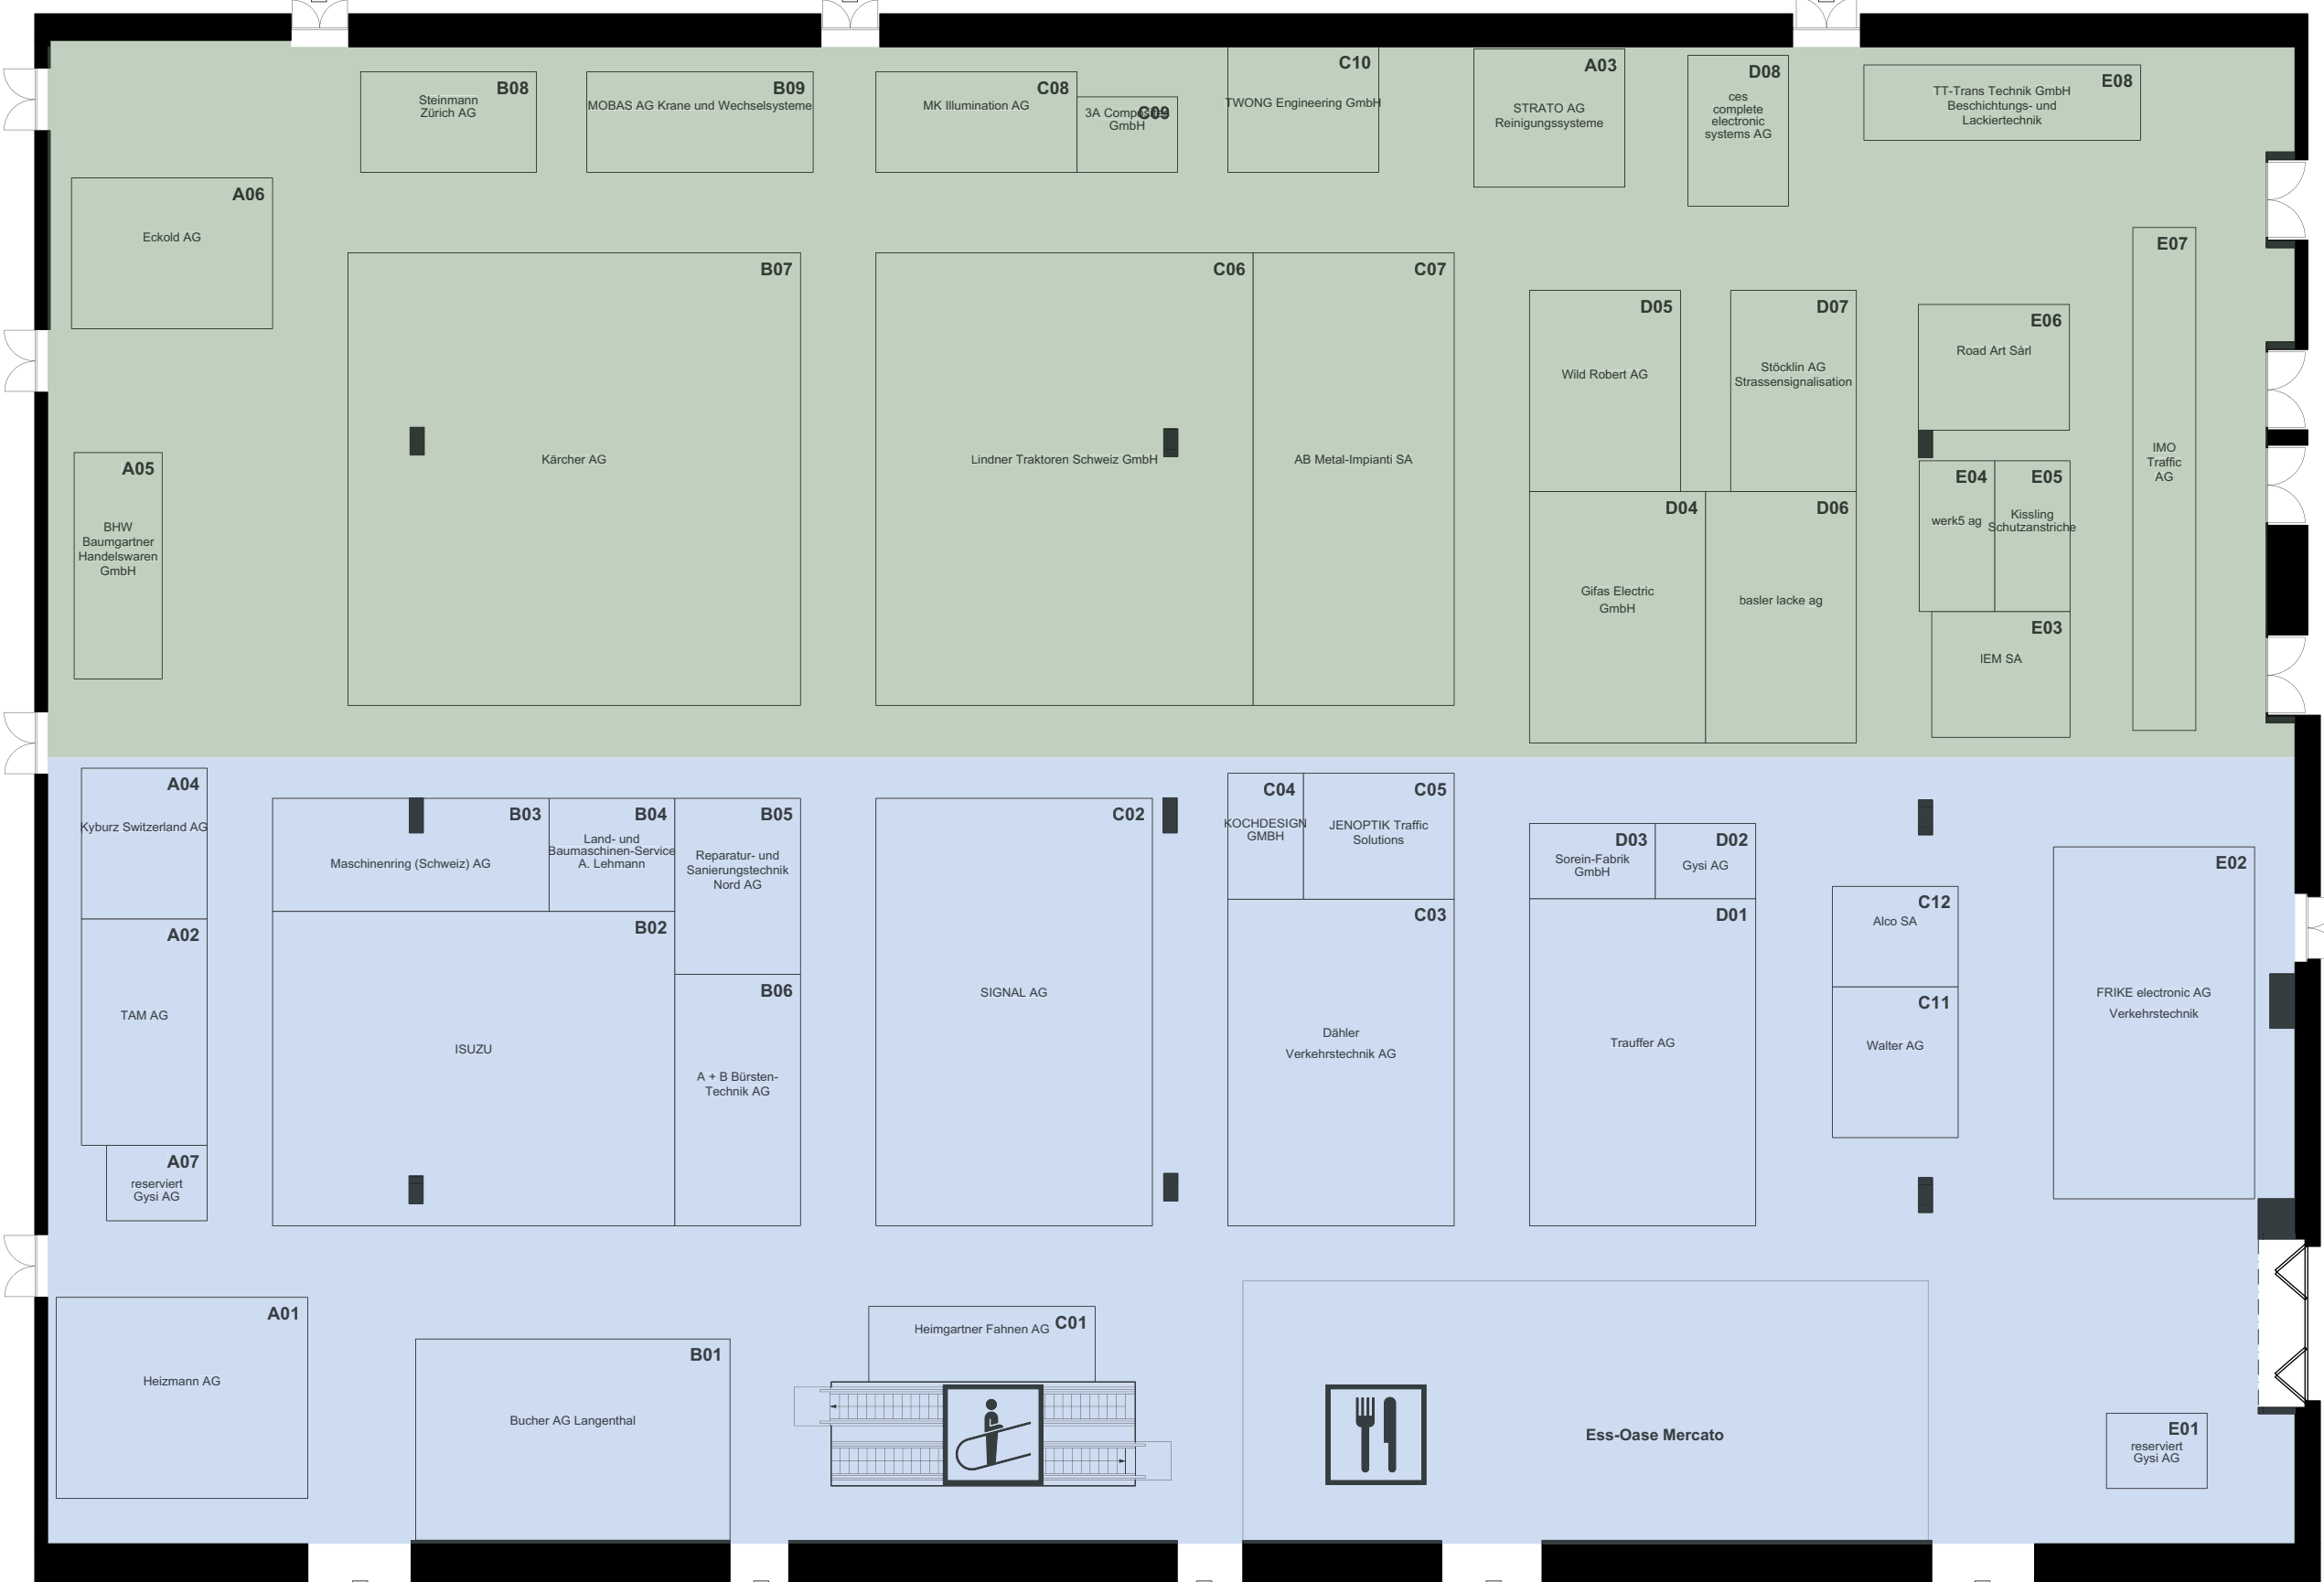 B08
Steinmann
Zürich AG
B09
MOBAS AG Krane und Wechselsysteme
C08
MK Illumination AG
C09
3A Composites
GmbH
C10
TWONG Engineering GmbH
A03
STRATO AG
Reinigungssysteme
D08
ces
complete
electronic
systems AG
E08
TT-Trans Technik GmbH
Beschichtungs- und
Lackiertechnik
A06
Eckold AG
B07
Kärcher AG
C06
Lindner Traktoren Schweiz GmbH
C07
AB Metal-Impianti SA
D05
Wild Robert AG
D07
Stöcklin AG
Strassensignalisation
E06
Road Art Sàrl
E07
IMO
Traffic
AG
A05
BHW
Baumgartner
Handelswaren
GmbH
D04
Gifas Electric
GmbH
D06
basler lacke ag
E04
werk5 ag
E05
Kissling
Schutzanstriche
E03
IEM SA
A04
Kyburz Switzerland AG
B03
Maschinenring (Schweiz) AG
B04
Land- und
Baumaschinen-Service
A. Lehmann
B05
Reparatur- und
Sanierungstechnik
Nord AG
C02
SIGNAL AG
C04
KOCHDESIGN
GMBH
C05
JENOPTIK Traffic
Solutions
D03
Sorein-Fabrik
GmbH
D02
Gysi AG
E02
FRIKE electronic AG
Verkehrstechnik
A02
TAM AG
B02
ISUZU
B06
A + B Bürsten-
Technik AG
C03
Dähler
Verkehrstechnik AG
D01
Trauffer AG
C12
Alco SA
C11
Walter AG
A07
reserviert
Gysi AG
A01
Heizmann AG
B01
Bucher AG Langenthal
C01
Heimgartner Fahnen AG
Ess-Oase Mercato
E01
reserviert
Gysi AG